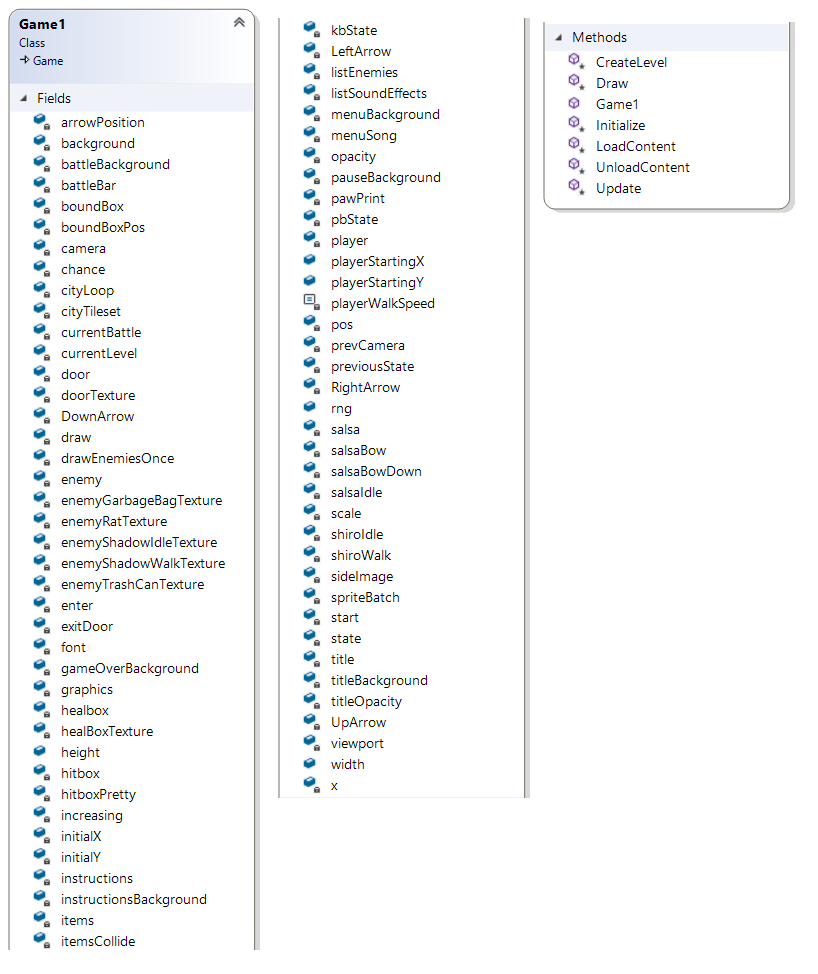 Game1
Class
Game
Fields
arrowPosition
background
battleBackground
battleBar
boundBox
boundBoxPos
camera
chance
cityLoop
cityTileset
currentBattle
currentLevel
door
doorTexture
DownArrow
draw
drawEnemiesOnce
enemy
enemyGarbageBagTexture
enemyRatTexture
enemyShadowIdleTexture
enemyShadowWalkTexture
enemyTrashCanTexture
enter
exitDoor
font
gameOverBackground
graphics
healbox
healBoxTexture
height
hitbox
hitboxPretty
increasing
initialX
initialY
instructions
instructionsBackground
items
itemsCollide
kbState
LeftArrow
listEnemies
listSoundEffects
menuBackground
menuSong
opacity
pauseBackground
pawPrint
pbState
player
playerStartingX
playerStartingY
playerWalkSpeed
pos
prevCamera
previousState
RightArrow
rng
salsa
salsaBow
salsaBowDown
salsaIdle
scale
shiroIdle
shiroWalk
sideImage
spriteBatch
start
state
title
titleBackground
titleOpacity
UpArrow
viewport
width
x
Methods
CreateLevel
Draw
Game1
Initialize
LoadContent
UnloadContent
Update